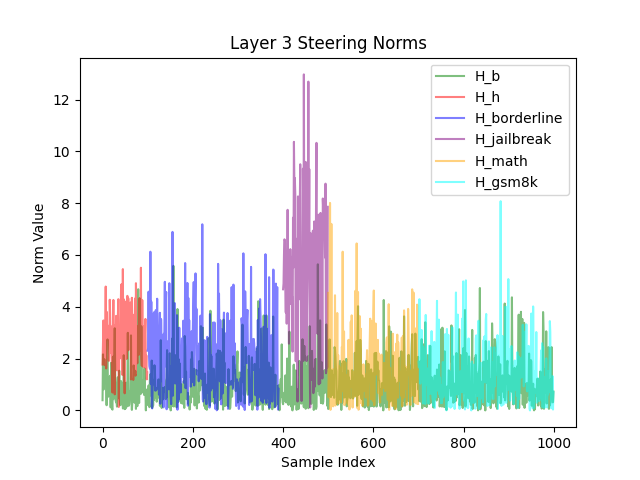 Layer 3 Steering Norms
H_b
H_h
H_borderline
H_jailbreak
H_math
H_gsm8k
Norm Value
12
10
8
6
4
2
0
0 200 400 600 800 1000
Sample Index